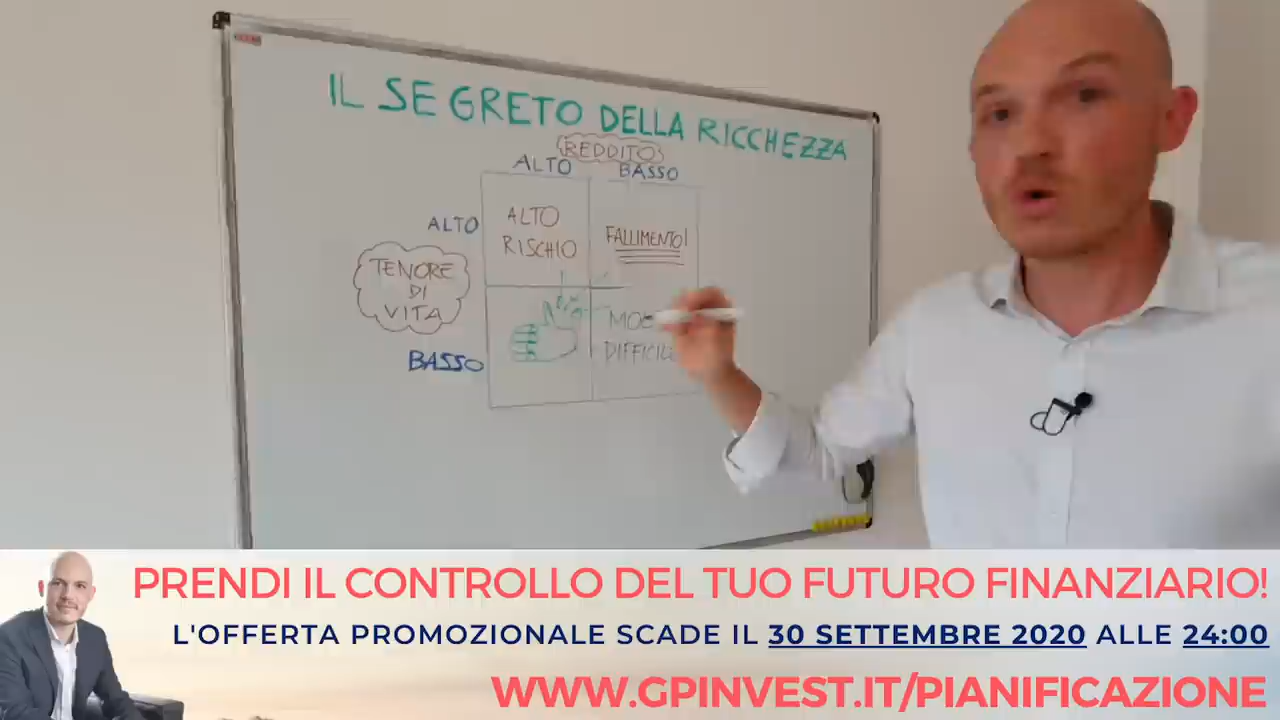 IL SEGRETO DELLA RICCHEZZA
REDDITO
ALTO BASSO
ALTO
ALTO
RISCHIO
FALLIMENTO!
TENORE
DI
VITA
BASSO
PRENDI IL CONTROLLO DEL TUO FUTURO FINANZIARIO!
L'OFFERTA PROMOZIONALE SCADE IL 30 SETTEMBRE 2020 ALLE 24:00
WWW.GPINVEST.IT/PIANIFICAZIONE